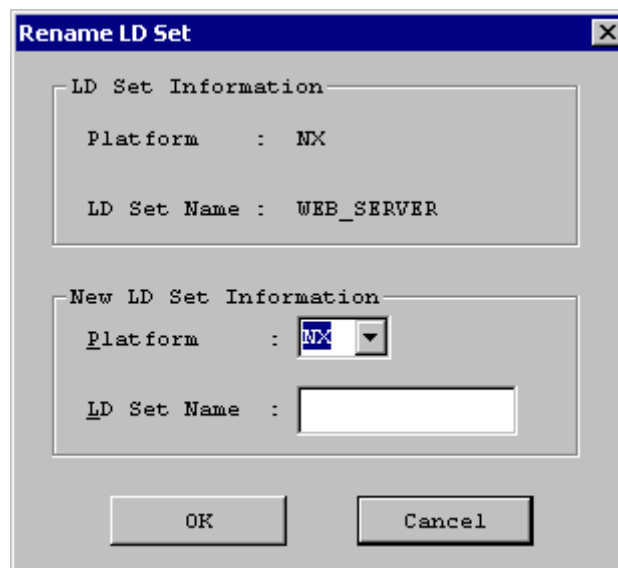 Rename LD Set
LD Set Information
Platform : NX
LD Set Name : WEB_SERVER
New LD Set Information
Platform : NX
LD Set Name :
OK Cancel